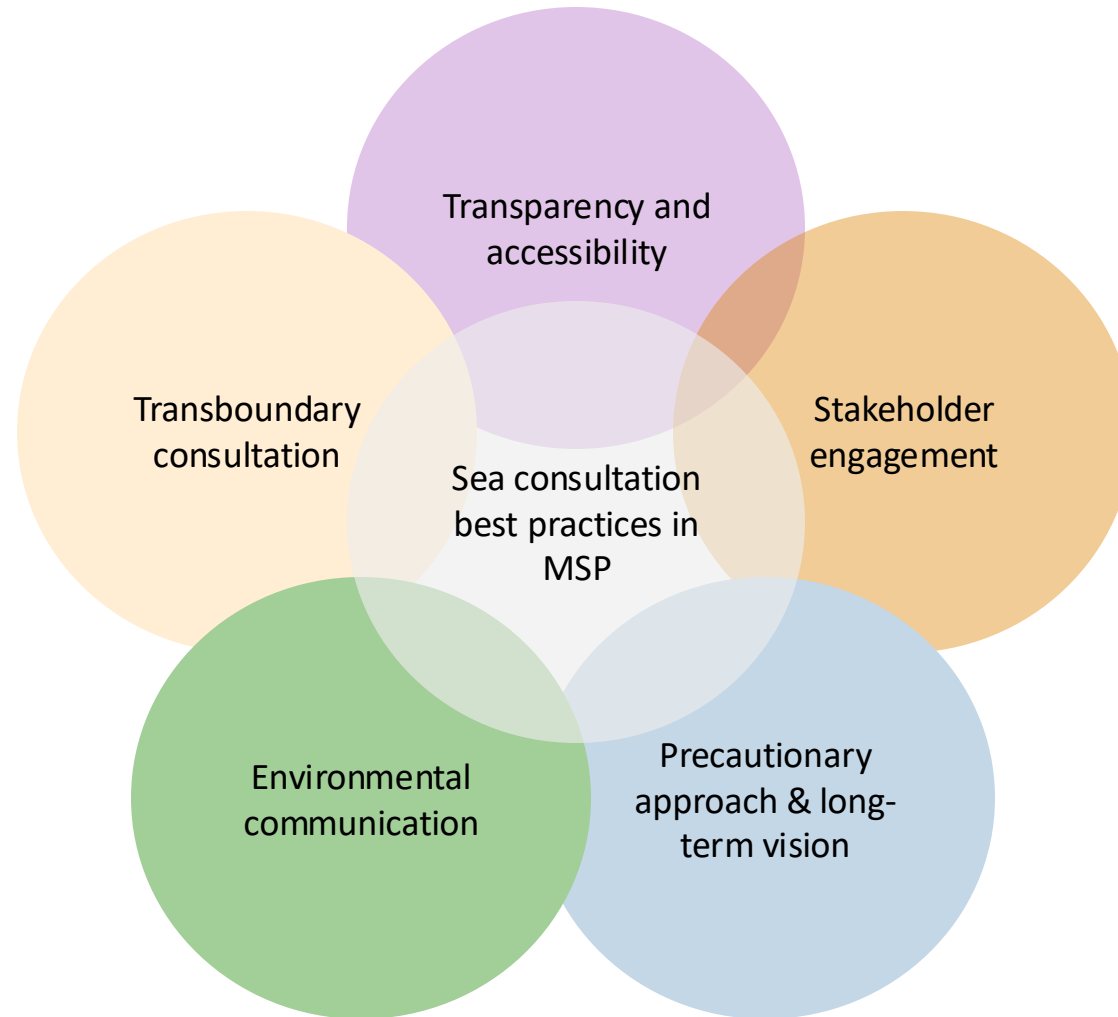 Transparency and
accessibility
Transboundary
consultation
Stakeholder
engagement
Sea consultation
best practices in
MSP
Environmental
communication
Precautionary
approach & long-
term vision